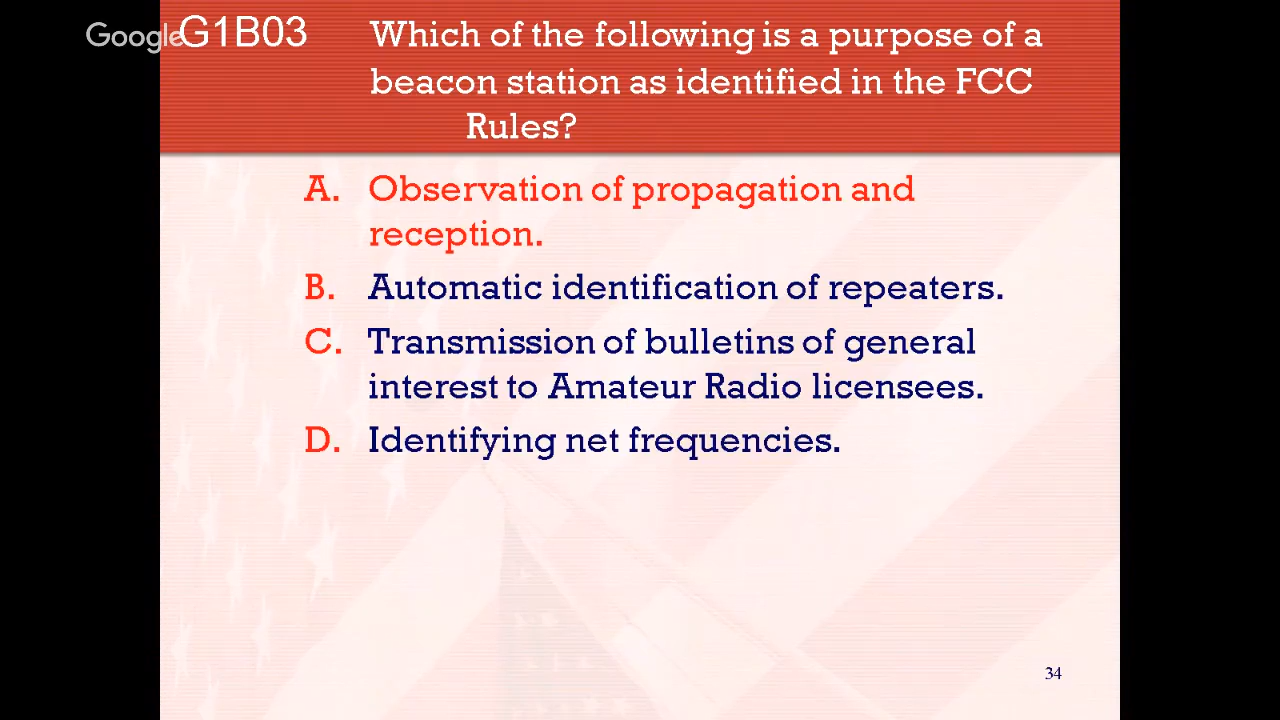 Google G1B03 Which of the following is a purpose of a
beacon station as identified in the FCC
Rules?
A. Observation of propagation and
reception.
B. Automatic identification of repeaters.
C. Transmission of bulletins of general
interest to Amateur Radio licensees.
D. Identifying net frequencies.
34